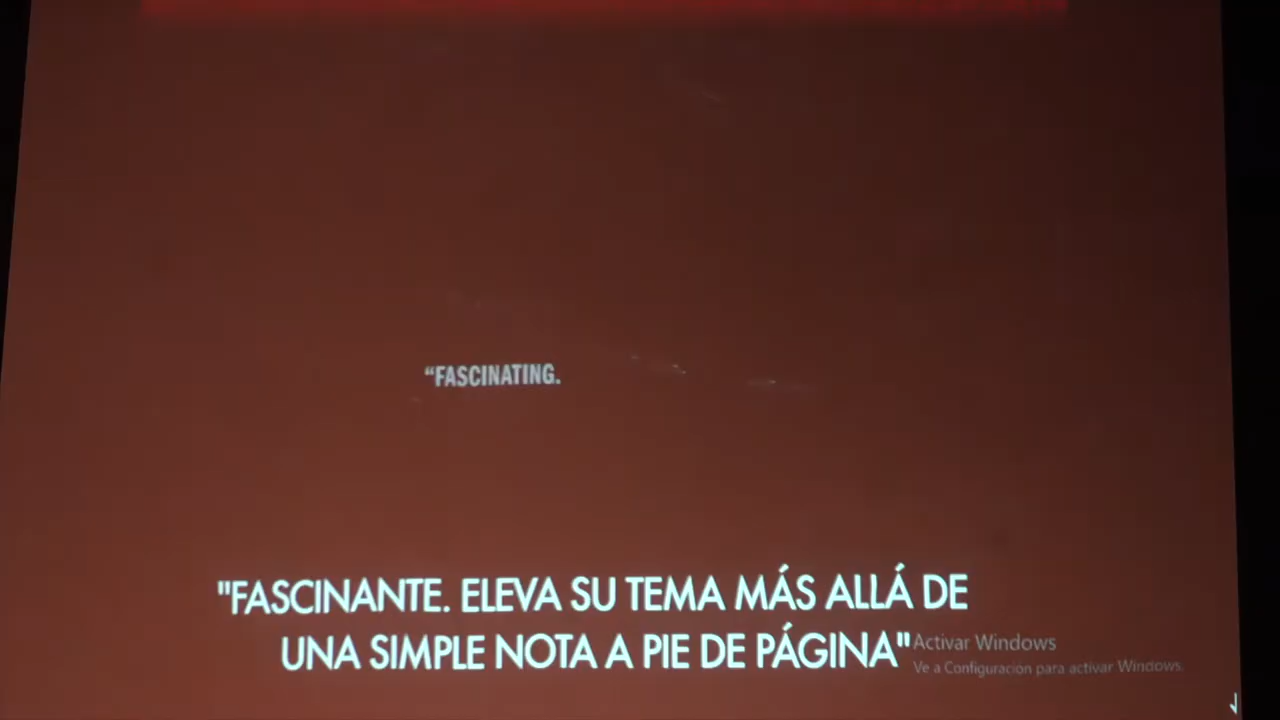 “FASCINATING.
"FASCINANTE. ELEVA SU TEMA MÁS ALLÁ DE
UNA SIMPLE NOTA A PIE DE PÁGINA"
Activar Windows
Ve a Configuración para activar Windows.